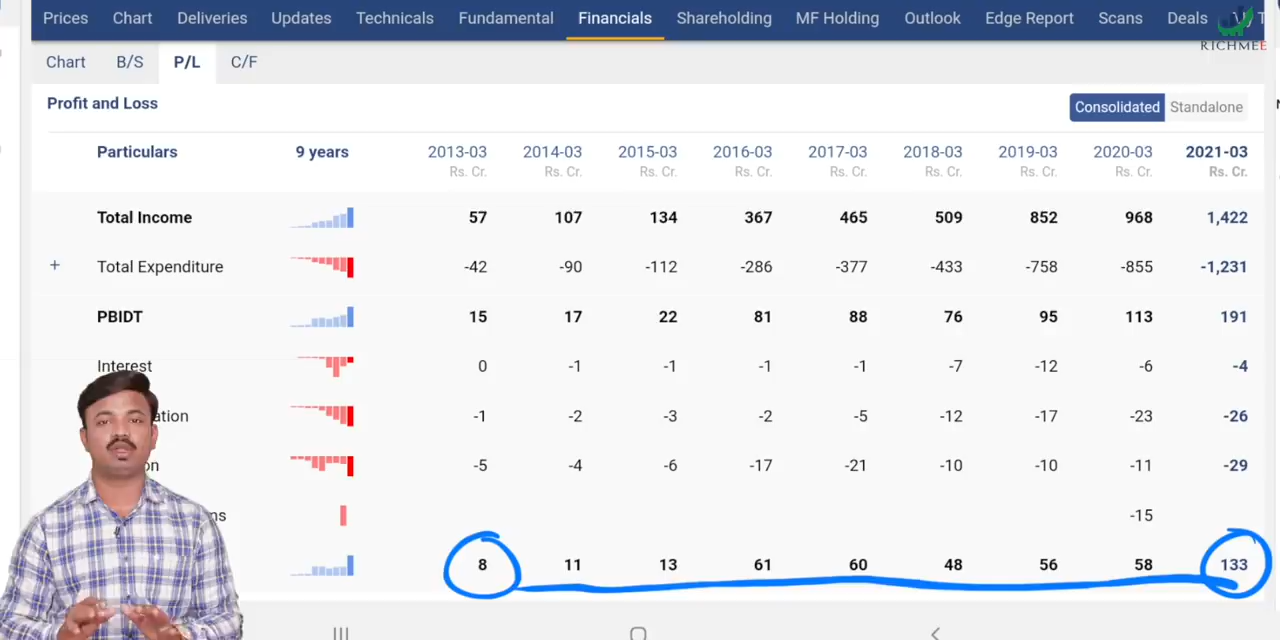 Prices Chart Deliveries Updates Technicals Fundamental Financials Shareholding MF Holding Outlook Edge Report Scans Deals
RICHMEE
Chart B/S P/L C/F
Profit and Loss
Consolidated Standalone
Particulars 9 years 2013-03 2014-03 2015-03 2016-03 2017-03 2018-03 2019-03 2020-03 2021-03
Rs. Cr. Rs. Cr. Rs. Cr. Rs. Cr. Rs. Cr. Rs. Cr. Rs. Cr. Rs. Cr. Rs. Cr.
Total Income 57 107 134 367 465 509 852 968 1,422
+ Total Expenditure -42 -90 -112 -286 -377 -433 -758 -855 -1,231
PBIDT 15 17 22 81 88 76 95 113 191
Interest 0 -1 -1 -1 -1 -7 -12 -6 -4
ation -1 -2 -3 -2 -5 -12 -17 -23 -26
on -5 -4 -6 -17 -21 -10 -10 -11 -29
ns -15
8 11 13 61 60 48 56 58 133